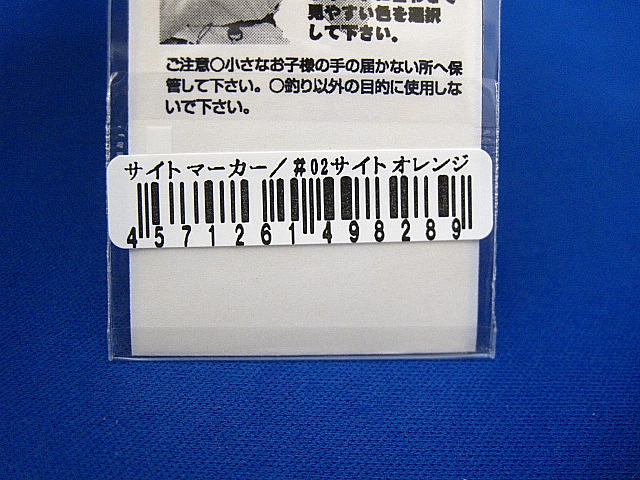 見やすい色を選択
して下さい。
ご注意○小さなお子様の手の届かない所へ保
管して下さい。○釣り以外の目的に使用しな
いで下さい。
サイトマーカー/#02サイトオレンジ
4571261498289